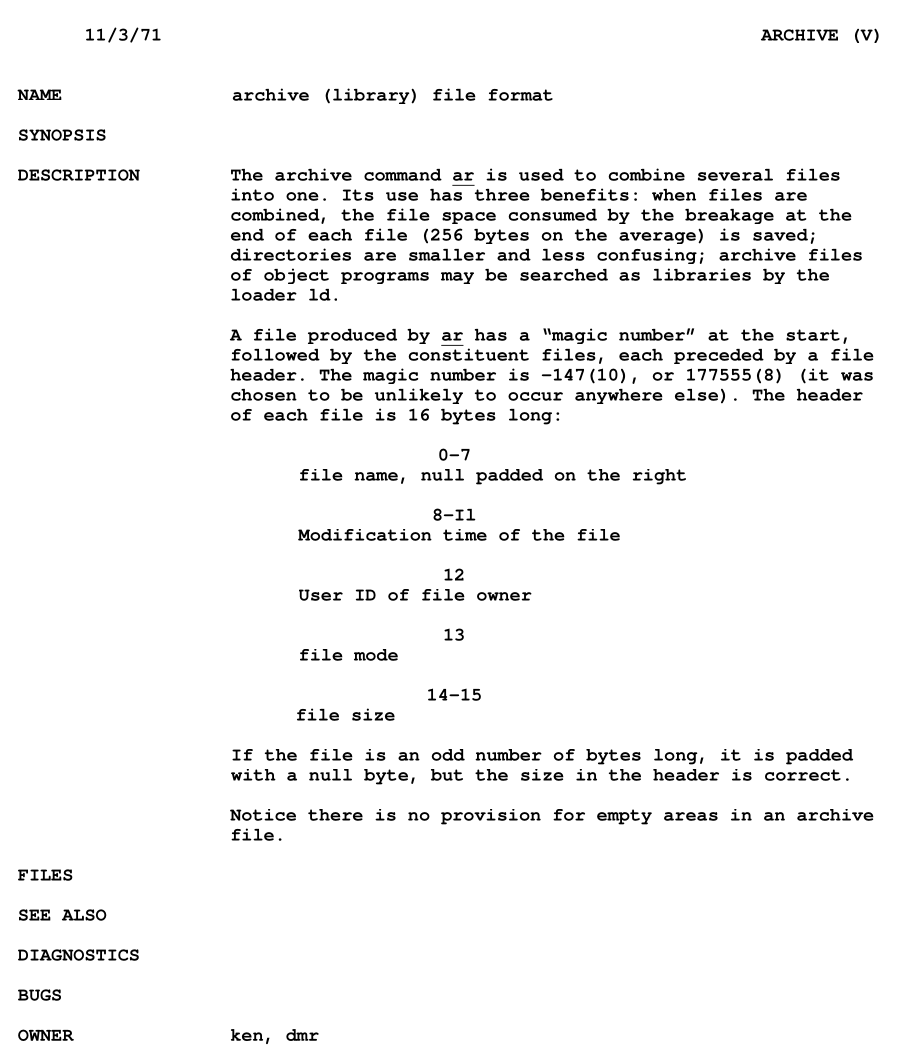 11/3/71 ARCHIVE (V)
NAME archive (library) file format
SYNOPSIS
DESCRIPTION The archive command ar is used to combine several files
into one. Its use has three benefits: when files are
combined, the file space consumed by the breakage at the
end of each file (256 bytes on the average) is saved;
directories are smaller and less confusing; archive files
of object programs may be searched as libraries by the
loader ld.
A file produced by ar has a “magic number” at the start,
followed by the constituent files, each preceded by a file
header. The magic number is −147(10), or 177555(8) (it was
chosen to be unlikely to occur anywhere else). The header
of each file is 16 bytes long:
0−7
file name, null padded on the right
8−Il
Modification time of the file
12
User ID of file owner
13
file mode
14−15
file size
If the file is an odd number of bytes long, it is padded
with a null byte, but the size in the header is correct.
Notice there is no provision for empty areas in an archive
file.
FILES
SEE ALSO
DIAGNOSTICS
BUGS
OWNER ken, dmr